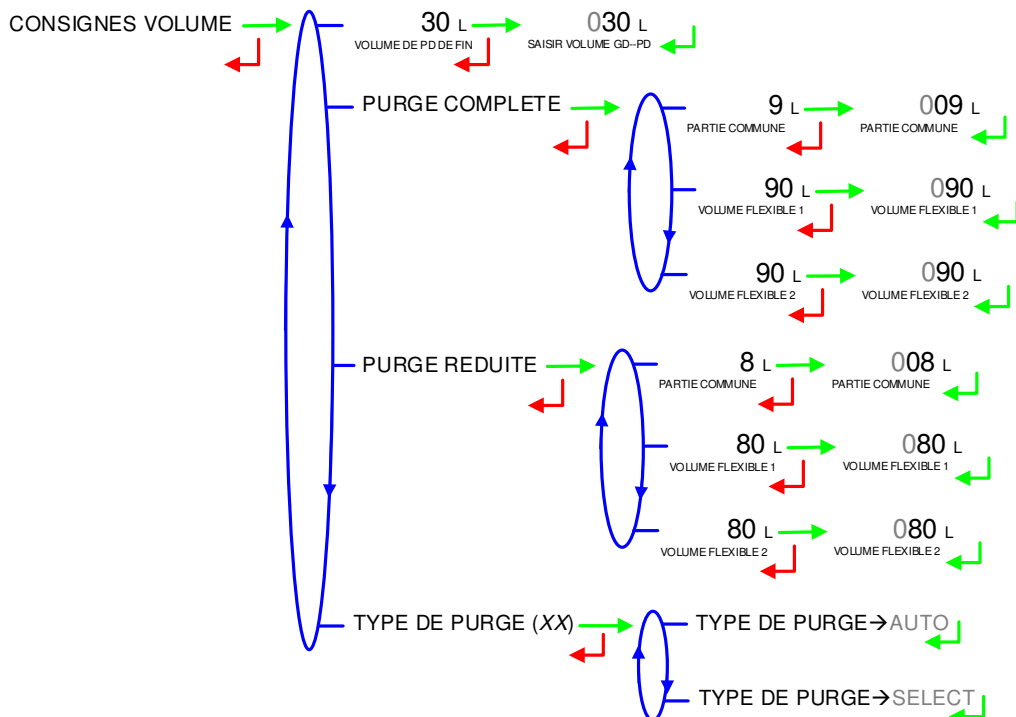 CONSIGNES VOLUME
30 L
030 L
VOLUME DE PD DE FIN
SAISIR VOLUME GD--PD
PURGE COMPLETE
9 L
009 L
PARTIE COMMUNE
PARTIE COMMUNE
90 L
090 L
VOLUME FLEXIBLE 1
VOLUME FLEXIBLE 1
90 L
090 L
VOLUME FLEXIBLE 2
VOLUME FLEXIBLE 2
PURGE REDUITE
8 L
008 L
PARTIE COMMUNE
PARTIE COMMUNE
80 L
080 L
VOLUME FLEXIBLE 1
VOLUME FLEXIBLE 1
80 L
080 L
VOLUME FLEXIBLE 2
VOLUME FLEXIBLE 2
TYPE DE PURGE (XX)
TYPE DE PURGE→AUTO
TYPE DE PURGE→SELECT